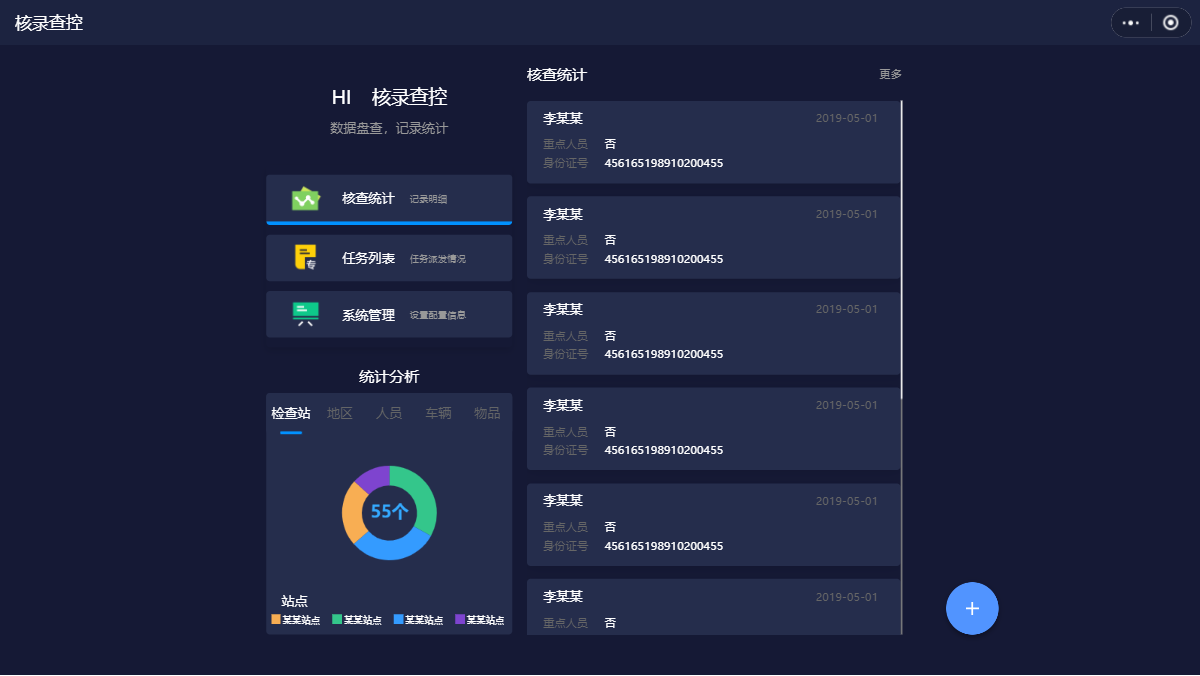 核录查控
HI 核录查控
数据盘查，记录统计
核查统计 记录明细
任务列表 任务派发情况
专
系统管理 设置配置信息
统计分析
检查站 地区 人员 车辆 物品
55个
站点
某某站点 某某站点 某某站点 某某站点
核查统计 更多
李某某 2019-05-01
重点人员 否
身份证号 456165198910200455
李某某 2019-05-01
重点人员 否
身份证号 456165198910200455
李某某 2019-05-01
重点人员 否
身份证号 456165198910200455
李某某 2019-05-01
重点人员 否
身份证号 456165198910200455
李某某 2019-05-01
重点人员 否
身份证号 456165198910200455
李某某 2019-05-01
重点人员 否